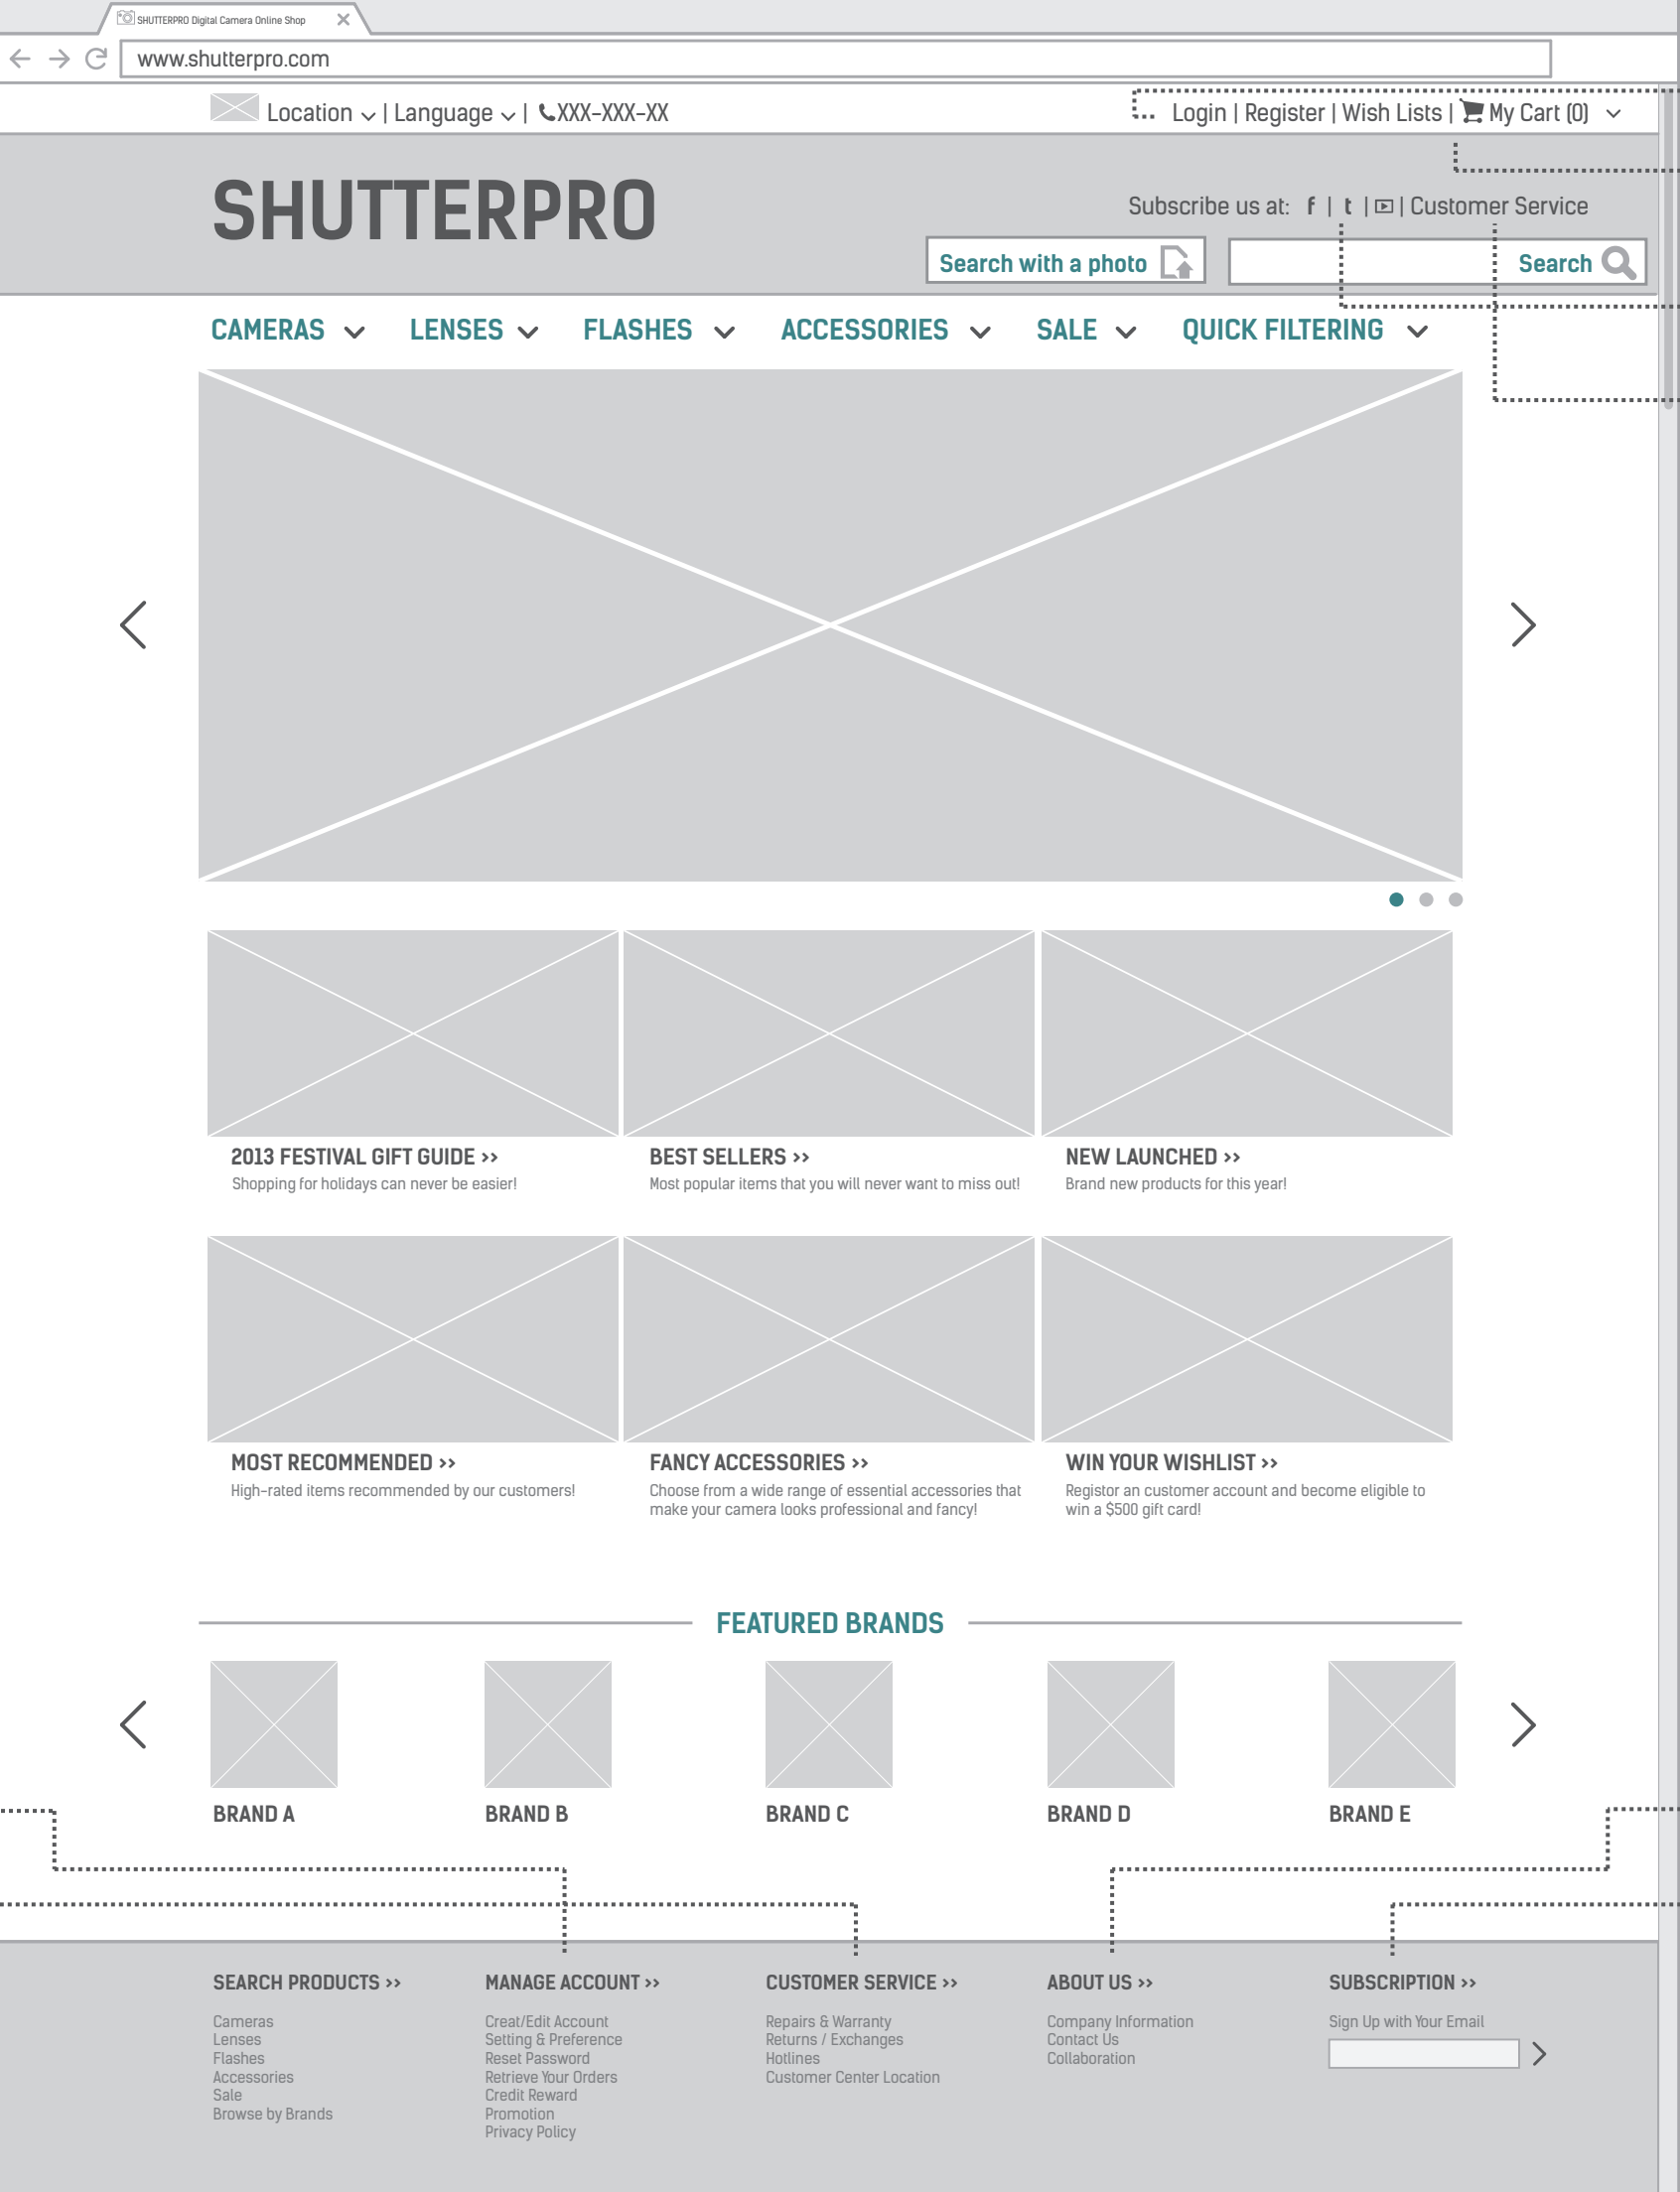 SHUTTERPRO Digital Camera Online Shop
www.shutterpro.com
Location | Language | XXX-XXX-XX
Login | Register | Wish Lists | My Cart (0)
SHUTTERPRO
Subscribe us at: f | t | | Customer Service
Search with a photo
Search
CAMERAS LENSES FLASHES ACCESSORIES SALE QUICK FILTERING
2013 FESTIVAL GIFT GUIDE >>
Shopping for holidays can never be easier!
BEST SELLERS >>
Most popular items that you will never want to miss out!
NEW LAUNCHED >>
Brand new products for this year!
MOST RECOMMENDED >>
High-rated items recommended by our customers!
FANCY ACCESSORIES >>
Choose from a wide range of essential accessories that
make your camera looks professional and fancy!
WIN YOUR WISHLIST >>
Registor an customer account and become eligible to
win a $500 gift card!
FEATURED BRANDS
BRAND A
BRAND B
BRAND C
BRAND D
BRAND E
SEARCH PRODUCTS >>
Cameras
Lenses
Flashes
Accessories
Sale
Browse by Brands
MANAGE ACCOUNT >>
Creat/Edit Account
Setting & Preference
Reset Password
Retrieve Your Orders
Credit Reward
Promotion
Privacy Policy
CUSTOMER SERVICE >>
Repairs & Warranty
Returns / Exchanges
Hotlines
Customer Center Location
ABOUT US >>
Company Information
Contact Us
Collaboration
SUBSCRIPTION >>
Sign Up with Your Email